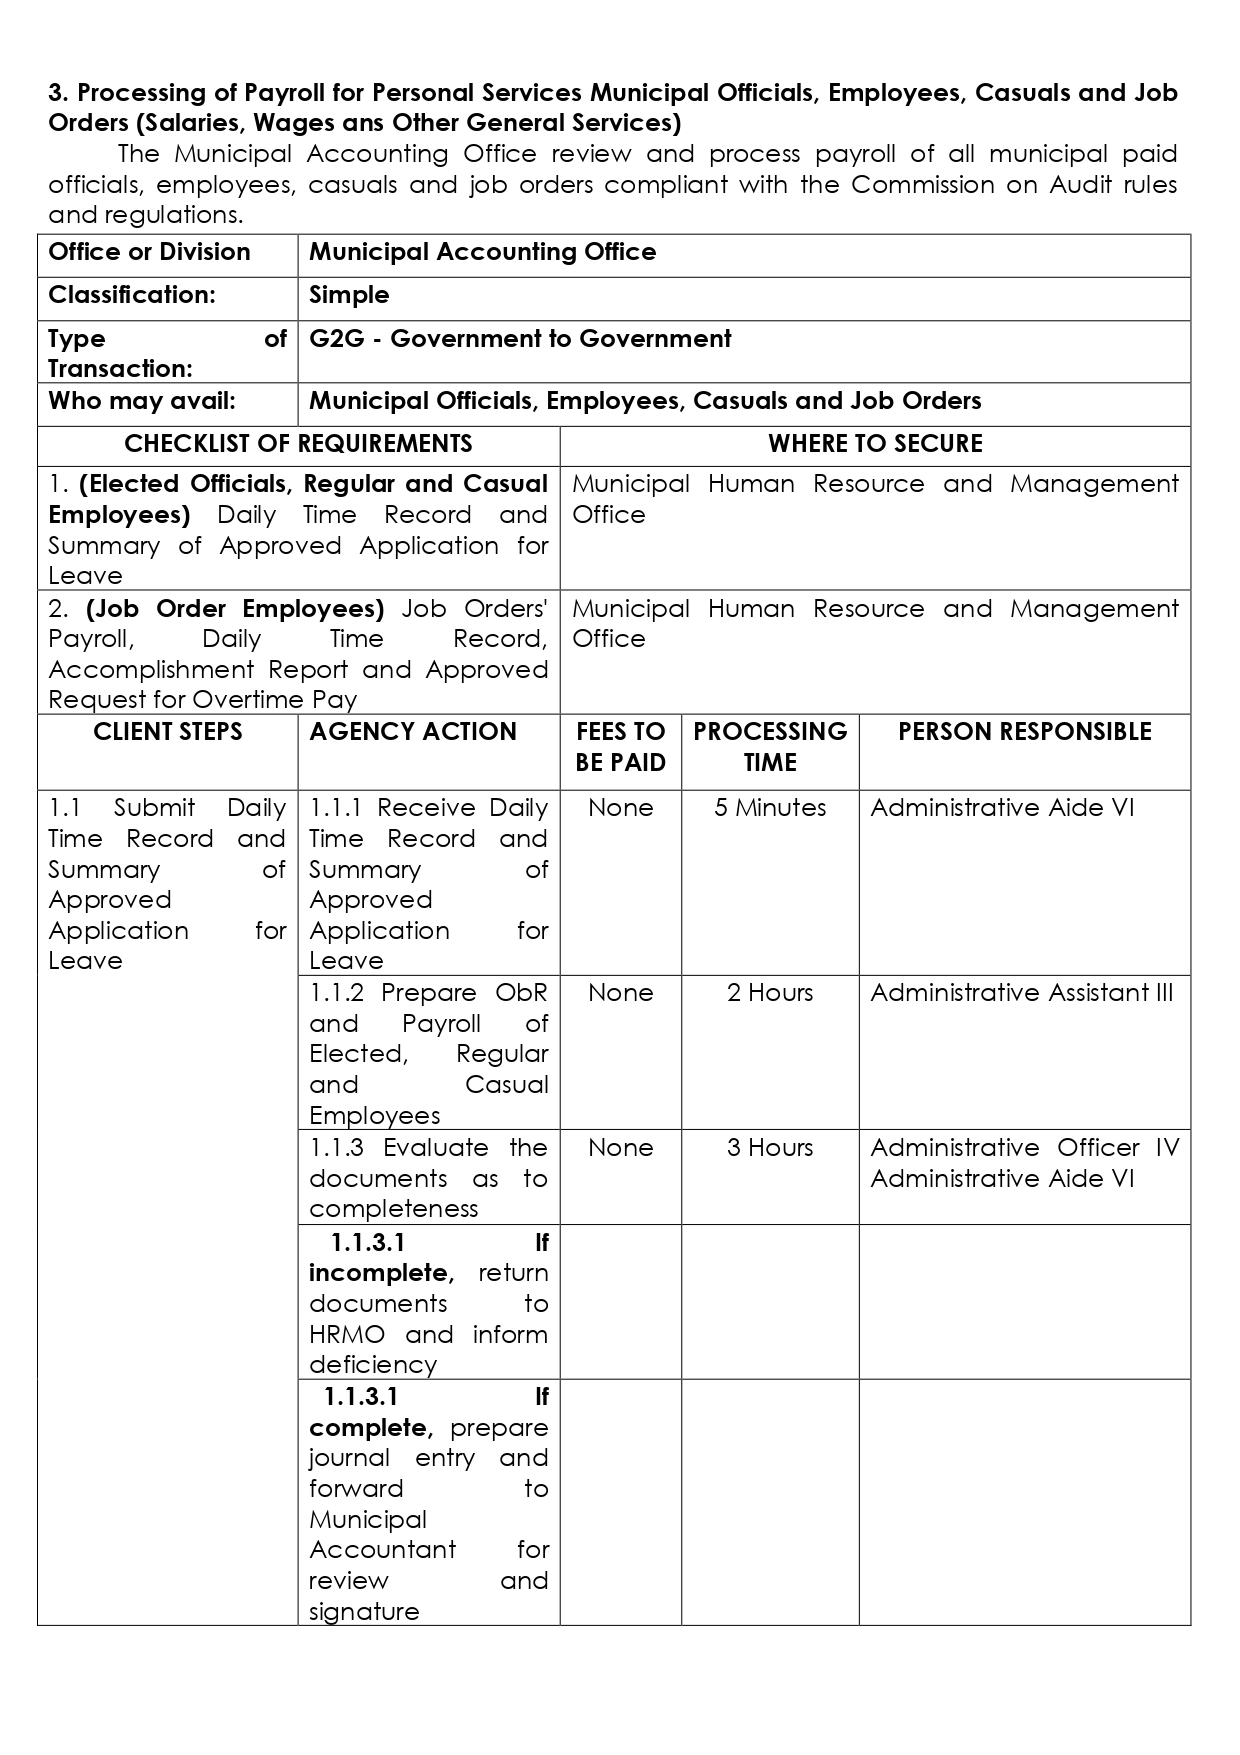 3. Processing of Payroll for Personal Services Municipal Officials, Employees, Casuals and Job
Orders (Salaries, Wages ans Other General Services)
The Municipal Accounting Office review and process payroll of all municipal paid
officials, employees, casuals and job orders compliant with the Commission on Audit rules
and regulations.
Office or Division
Municipal Accounting Office
Classification:
Simple
Type of
Transaction:
G2G - Government to Government
Who may avail:
Municipal Officials, Employees, Casuals and Job Orders
CHECKLIST OF REQUIREMENTS
WHERE TO SECURE
1. (Elected Officials, Regular and Casual
Employees) Daily Time Record and
Summary of Approved Application for
Leave
Municipal Human Resource and Management
Office
2. (Job Order Employees) Job Orders'
Payroll, Daily Time Record,
Accomplishment Report and Approved
Request for Overtime Pay
Municipal Human Resource and Management
Office
CLIENT STEPS
AGENCY ACTION
FEES TO
BE PAID
PROCESSING
TIME
PERSON RESPONSIBLE
1.1 Submit Daily
Time Record and
Summary of
Approved
Application for
Leave
1.1.1 Receive Daily
Time Record and
Summary of
Approved
Application for
Leave
None
5 Minutes
Administrative Aide VI
1.1.2 Prepare ObR
and Payroll of
Elected, Regular
and Casual
Employees
None
2 Hours
Administrative Assistant III
1.1.3 Evaluate the
documents as to
completeness
None
3 Hours
Administrative Officer IV
Administrative Aide VI
1.1.3.1 If
incomplete, return
documents to
HRMO and inform
deficiency
1.1.3.1 If
complete, prepare
journal entry and
forward to
Municipal
Accountant for
review and
signature